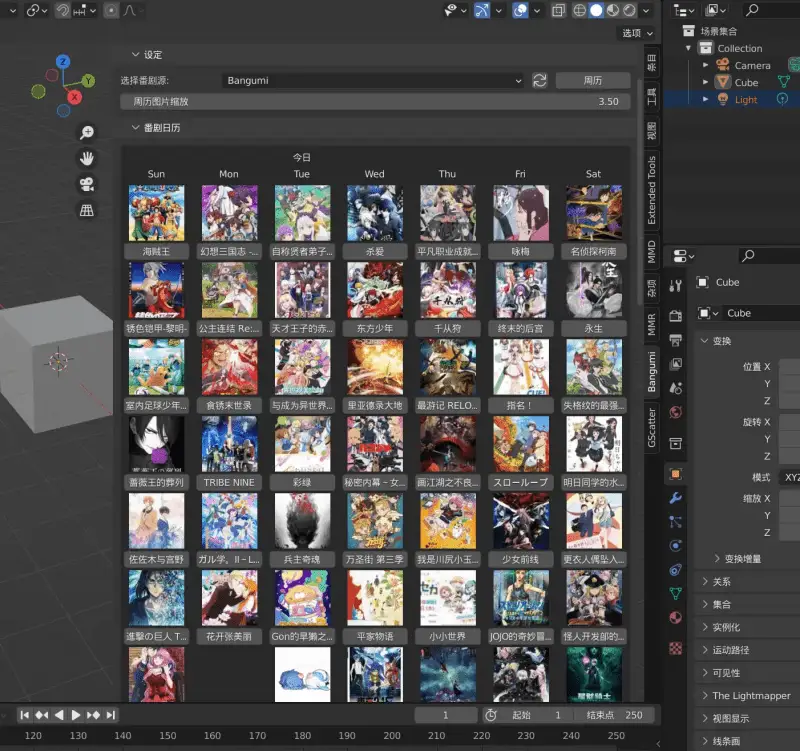 选项
设定
选择番剧源:
Bangumi
周历
周历图片缩放
3.50
番剧日历
今日
Sun Mon Tue Wed Thu Fri Sat
海贼王 幻想三国志 -... 自称贤者弟子... 杀爱 平凡职业成就... 咏梅 名侦探柯南
锈色铠甲-黎明- 公主连结 Re:... 天才王子的赤... 东方少年 千从狩 终末的后宫 永生
室内足球少年... 食锈末世录 与成为异世界... 里亚德录大地 最游记 RELO... 指名！ 失格纹的最强...
蔷薇王的葬列 TRIBE NINE 彩绿 秘密内幕 - 女... 画江湖之不良... スローループ 明日同学的水...
佐佐木与宫野 ガル学。II – L... 兵主奇魂 万圣街 第三季 我是川尻小玉... 少女前线 更衣人偶坠入...
進撃の巨人 T... 花开张美丽 Gon的旱獭之... 平家物语 小小世界 JOJO的奇妙冒... 怪人开发部的...
条目
工具
视图
Extended Tools
MMD
杂项
MMR
Bangumi
GScatter
场景集合
Collection
Camera
Cube
Light
Cube
Cube
变换
位置 X
Y
Z
旋转 X
Y
Z
模式 XYZ
缩放 X
Y
Z
变换增量
关系
集合
实例化
运动路径
可见性
The Lightmapper
视图显示
线条画
X
Y
Z
1
起始 1
结束点 250
120 130 140 150 160 170 180 190 200 210 220 230 240 250